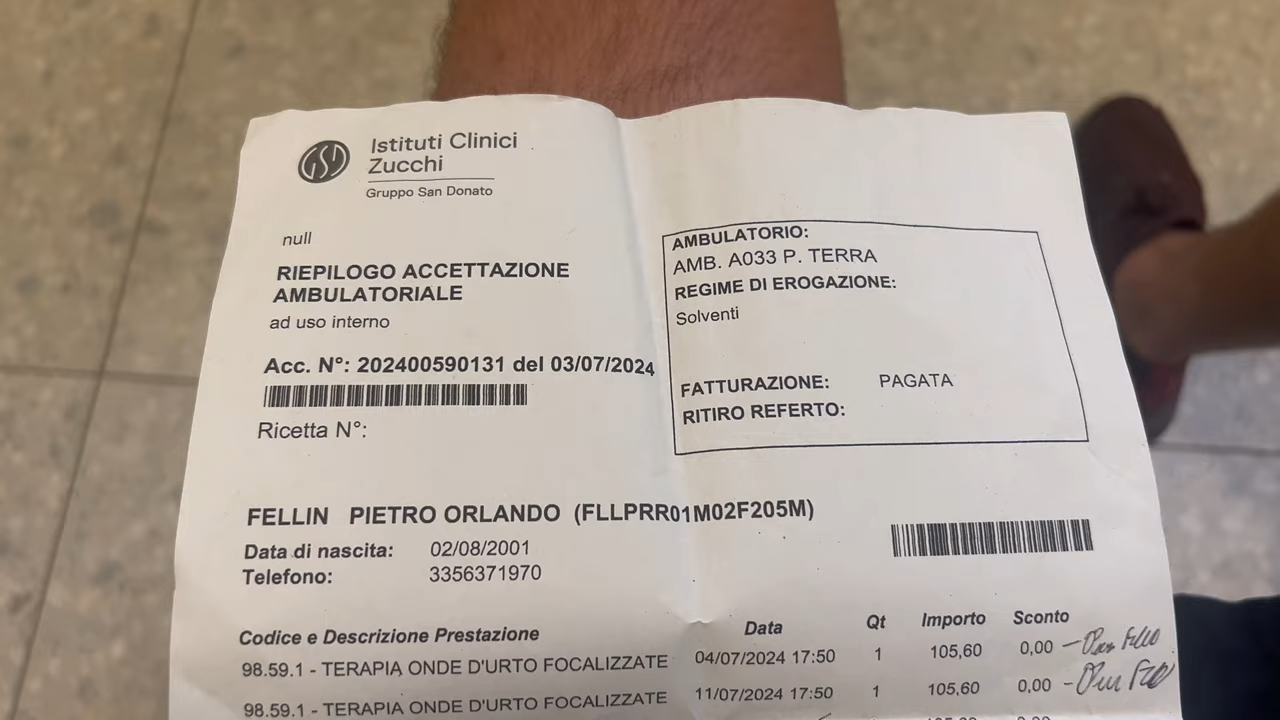 GSD
Istituti Clinici
Zucchi
Gruppo San Donato
null
RIEPILOGO ACCETTAZIONE
AMBULATORIALE
ad uso interno
Acc. N°: 202400590131 del 03/07/2024
Ricetta N°:
AMBULATORIO:
AMB. A033 P. TERRA
REGIME DI EROGAZIONE:
Solventi
FATTURAZIONE: PAGATA
RITIRO REFERTO:
FELLIN PIETRO ORLANDO (FLLPRR01M02F205M)
Data di nascita: 02/08/2001
Telefono: 3356371970
Codice e Descrizione Prestazione Data Qt Importo Sconto
98.59.1 - TERAPIA ONDE D'URTO FOCALIZZATE 04/07/2024 17:50 1 105,60 0,00
98.59.1 - TERAPIA ONDE D'URTO FOCALIZZATE 11/07/2024 17:50 1 105,60 0,00